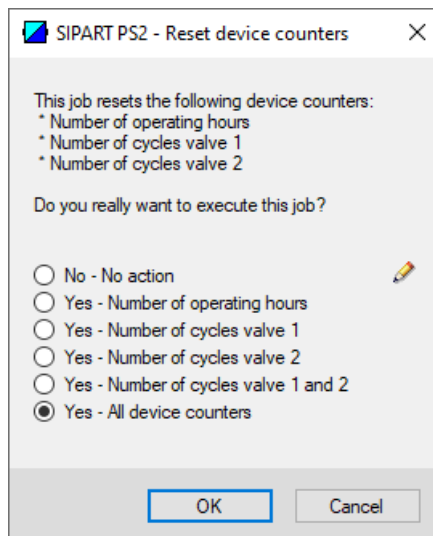 SIPART PS2 - Reset device counters
This job resets the following device counters:
* Number of operating hours
* Number of cycles valve 1
* Number of cycles valve 2
Do you really want to execute this job?
No - No action
Yes - Number of operating hours
Yes - Number of cycles valve 1
Yes - Number of cycles valve 2
Yes - Number of cycles valve 1 and 2
Yes - All device counters
OK Cancel